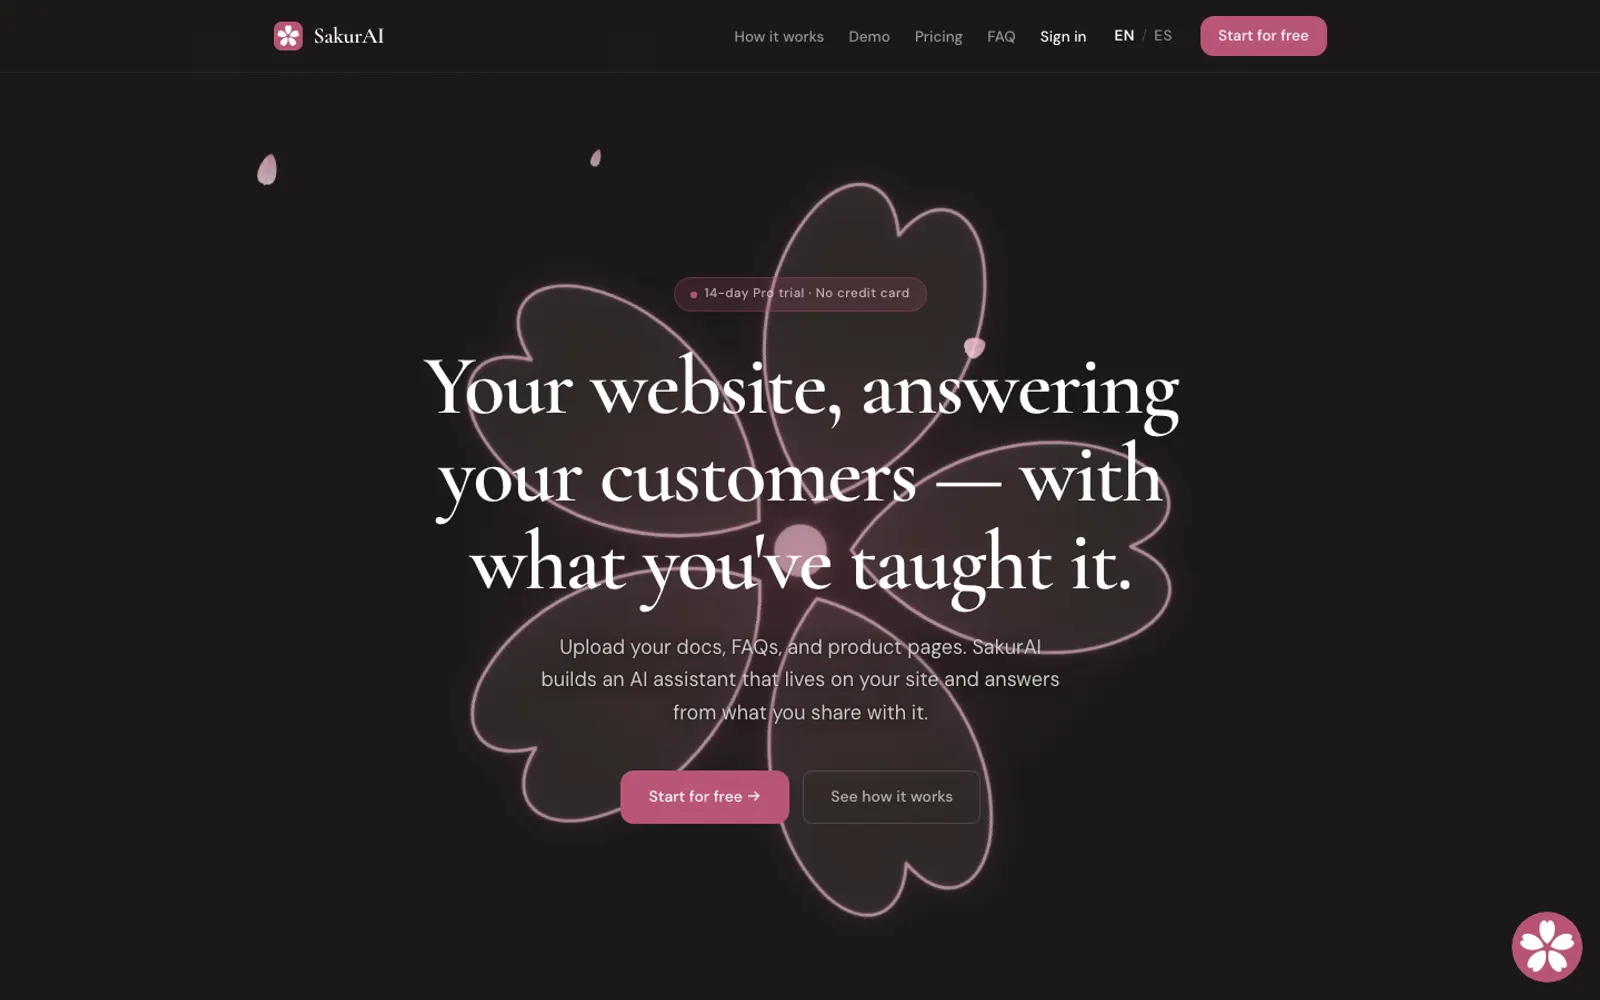 SakurAI
How it works
Demo
Pricing
FAQ
Sign in
EN / ES
Start for free
14-day Pro trial · No credit card
Your website, answering
your customers — with
what you've taught it.
Upload your docs, FAQs, and product pages. SakurAI
builds an AI assistant that lives on your site and answers
from what you share with it.
Start for free →
See how it works